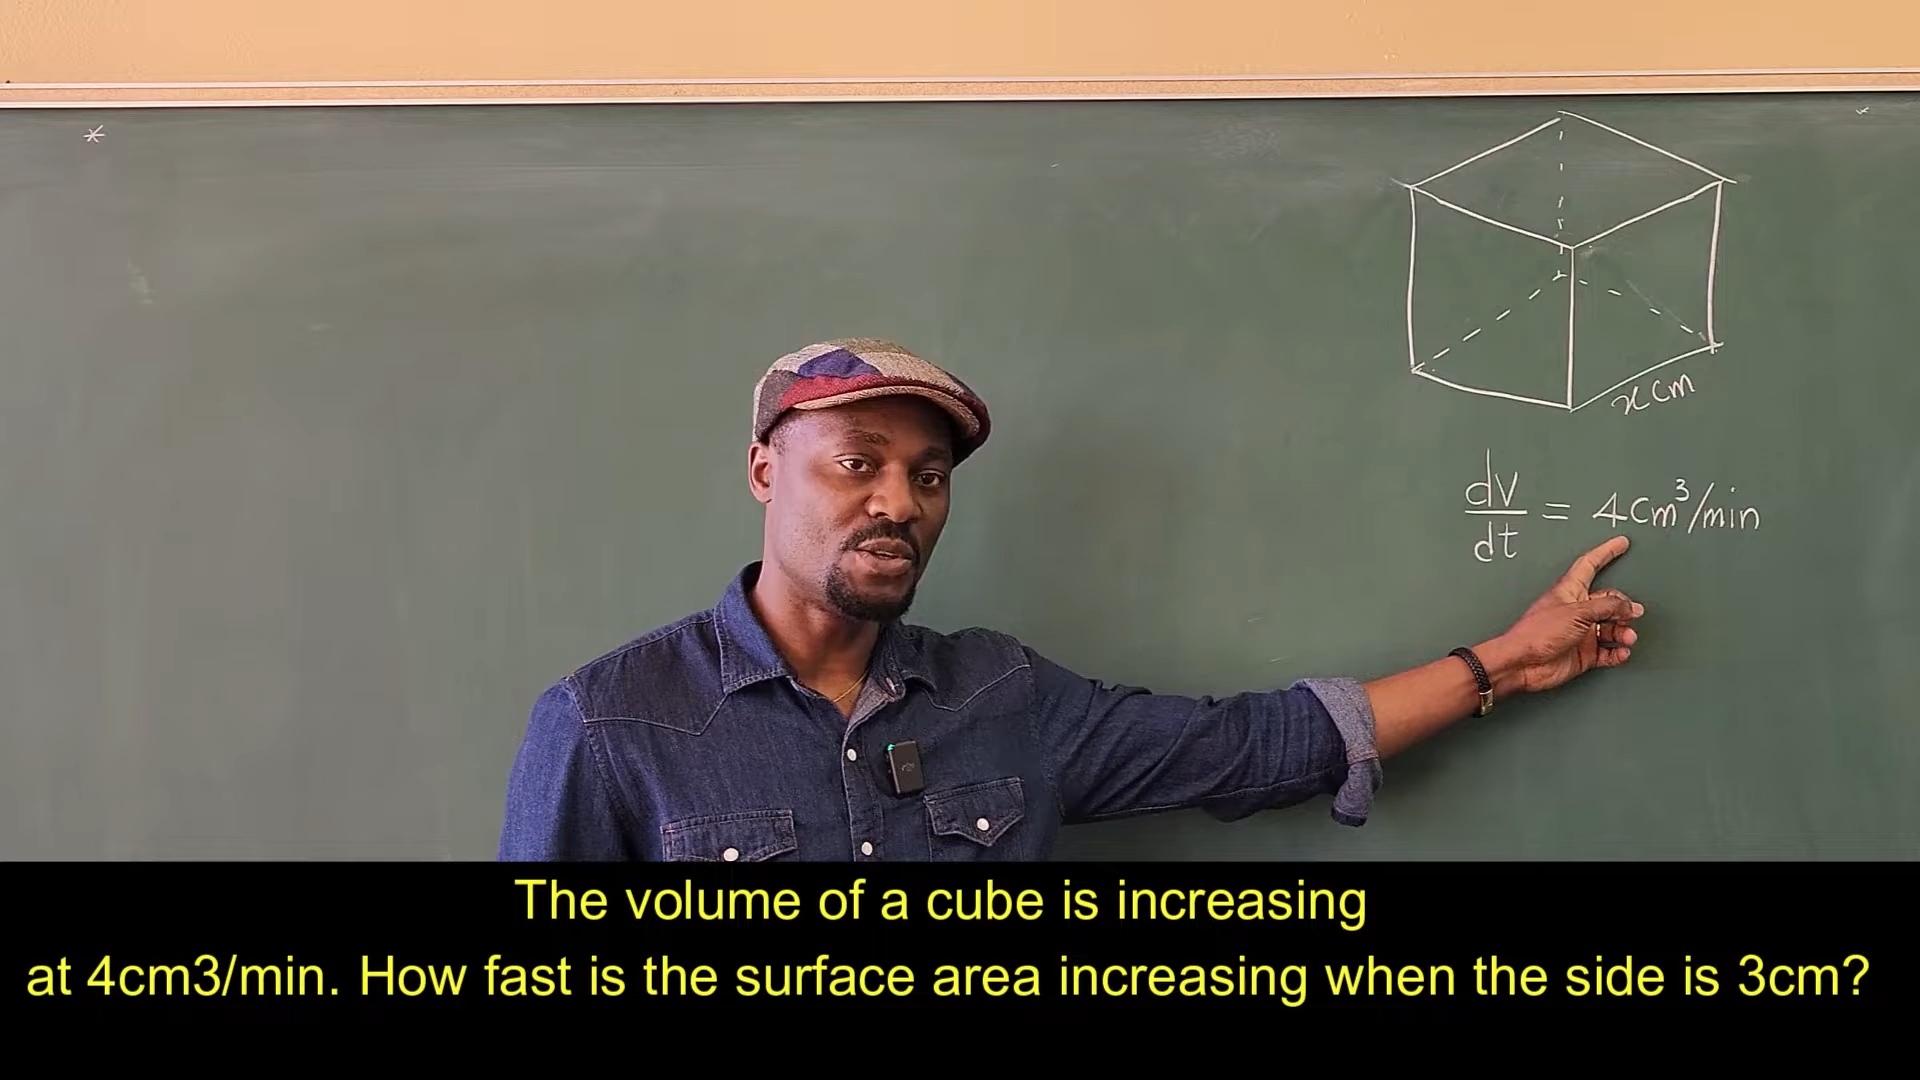 x cm
dv/dt = 4cm³/min
The volume of a cube is increasing
at 4cm3/min. How fast is the surface area increasing when the side is 3cm?